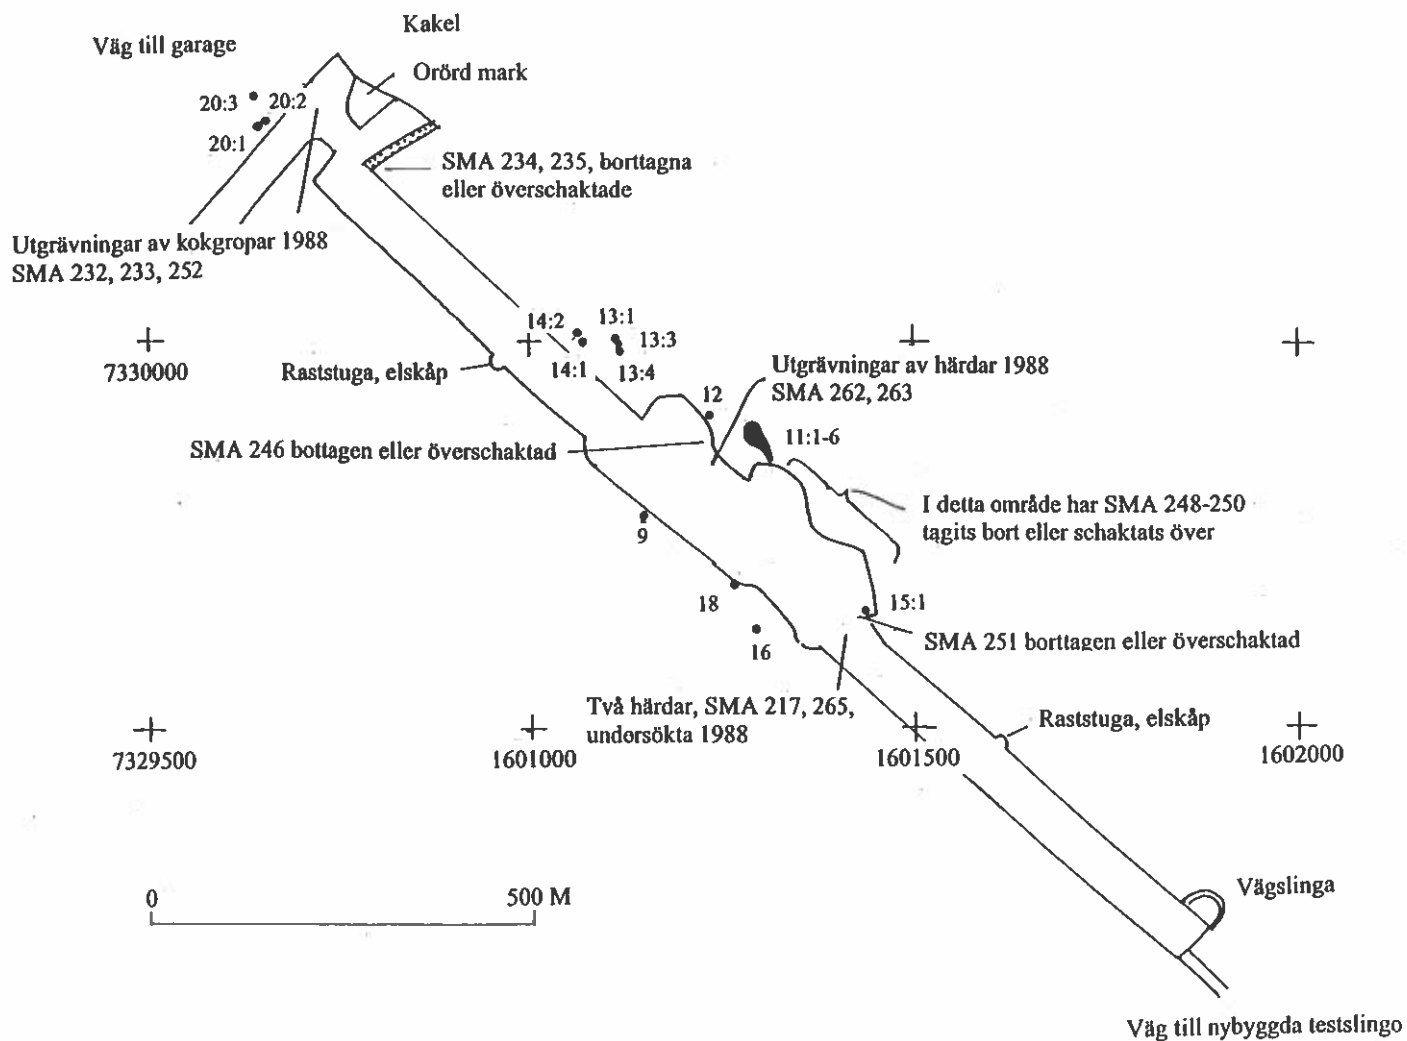 Kakel
Väg till garage
Orörd mark
20:3
20:2
20:1
SMA 234, 235, borttagna
eller överschaktade
Utgrävningar av kokgropar 1988
SMA 232, 233, 252
14:2
13:1
13:3
14:1
13:4
7330000
Raststuga, elskåp
Utgrävningar av härdar 1988
SMA 262, 263
12
11:1-6
SMA 246 bottagen eller överschaktad
I detta område har SMA 248-250
tagits bort eller schaktats över
9
18
15:1
16
SMA 251 borttagen eller överschaktad
Två härdar, SMA 217, 265,
undorsökta 1988
Raststuga, elskåp
7329500
1601000
1601500
1602000
0
500 M
Vägslinga
Väg till nybyggda testslingo